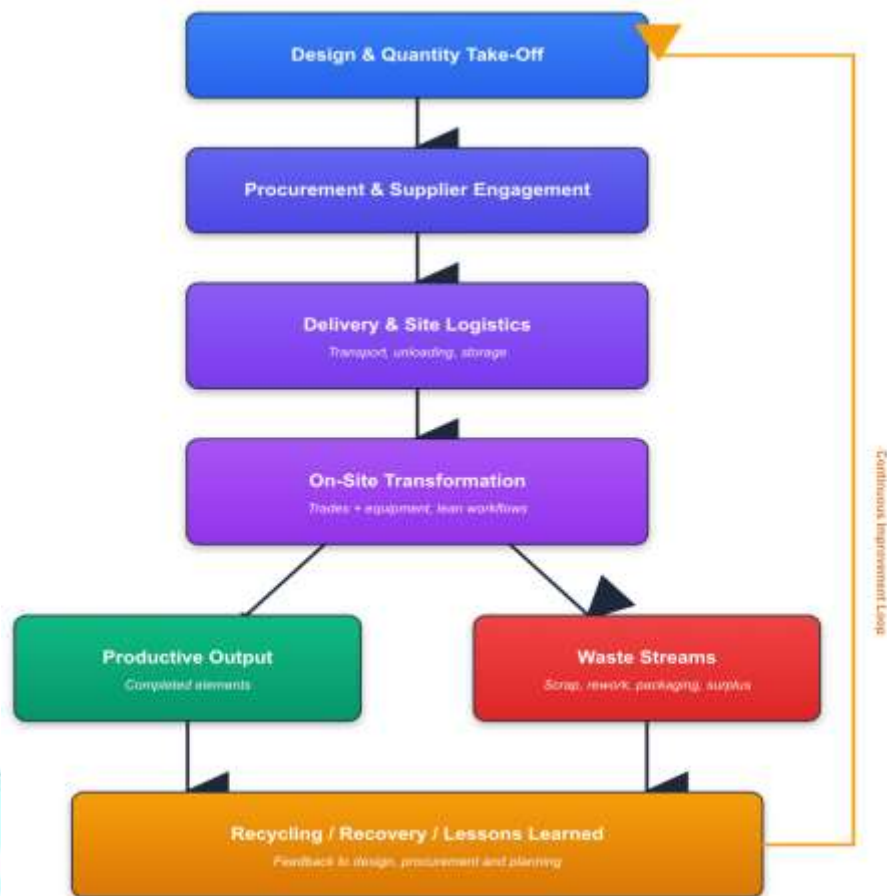 Design & Quantity Take-Off
Procurement & Supplier Engagement
Delivery & Site Logistics
Transport, unloading, storage
On-Site Transformation
Trades + equipment, lean workflows
Productive Output
Completed elements
Waste Streams
Scrap, rework, packaging, surplus
Continuous Improvement Loop
Recycling / Recovery / Lessons Learned
Feedback to design, procurement and planning